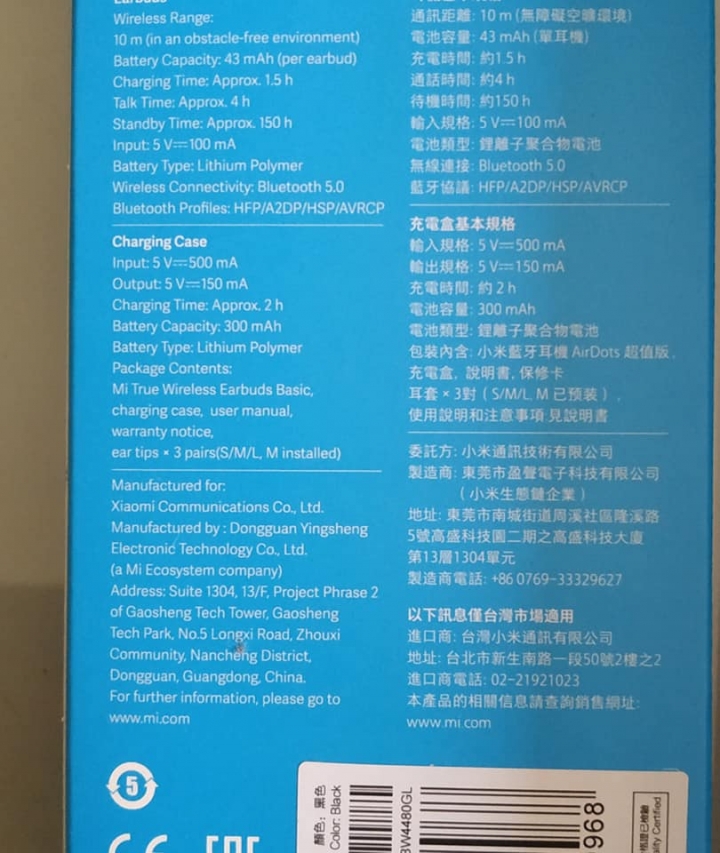 Earbuds
Wireless Range:
10 m (in an obstacle-free environment)
Battery Capacity: 43 mAh (per earbud)
Charging Time: Approx. 1.5 h
Talk Time: Approx. 4 h
Standby Time: Approx. 150 h
Input: 5 V⎓100 mA
Battery Type: Lithium Polymer
Wireless Connectivity: Bluetooth 5.0
Bluetooth Profiles: HFP/A2DP/HSP/AVRCP
Charging Case
Input: 5 V⎓500 mA
Output: 5 V⎓150 mA
Charging Time: Approx. 2 h
Battery Capacity: 300 mAh
Battery Type: Lithium Polymer
Package Contents:
Mi True Wireless Earbuds Basic,
charging case, user manual,
warranty notice,
ear tips × 3 pairs(S/M/L, M installed)
Manufactured for:
Xiaomi Communications Co., Ltd.
Manufactured by : Dongguan Yingsheng
Electronic Technology Co., Ltd.
(a Mi Ecosystem company)
Address: Suite 1304, 13/F, Project Phrase 2
of Gaosheng Tech Tower, Gaosheng
Tech Park, No.5 Longxi Road, Zhouxi
Community, Nancheng District,
Dongguan, Guangdong, China.
For further information, please go to
www.mi.com
通訊距離: 10 m (無障礙空曠環境)
電池容量: 43 mAh (單耳機)
充電時間: 約1.5 h
通話時間: 約4 h
待機時間: 約150 h
輸入規格: 5 V⎓100 mA
電池類型: 鋰離子聚合物電池
無線連接: Bluetooth 5.0
藍牙協議: HFP/A2DP/HSP/AVRCP
充電盒基本規格
輸入規格: 5 V⎓500 mA
輸出規格: 5 V⎓150 mA
充電時間: 約 2 h
電池容量: 300 mAh
電池類型: 鋰離子聚合物電池
包裝內含: 小米藍牙耳機 AirDots 超值版,
充電盒, 說明書, 保修卡
耳套 × 3對 ( S/M/L, M 已預裝 ) ,
使用說明和注意事項見說明書
委託方: 小米通訊技術有限公司
製造商: 東莞市盈聲電子科技有限公司
( 小米生態鏈企業 )
地址: 東莞市南城街道周溪社區隆溪路
5號高盛科技園二期之高盛科技大廈
第13層1304單元
製造商電話: +86 0769-33329627
以下訊息僅台灣市場適用
進口商: 台灣小米通訊有限公司
地址: 台北市新生南路一段50號2樓之2
進口商電話: 02-21921023
本產品的相關信息請查詢銷售網址:
www.mi.com
5
顏色: 黑色
Color: Black
BW4480GL
968
ality Certified